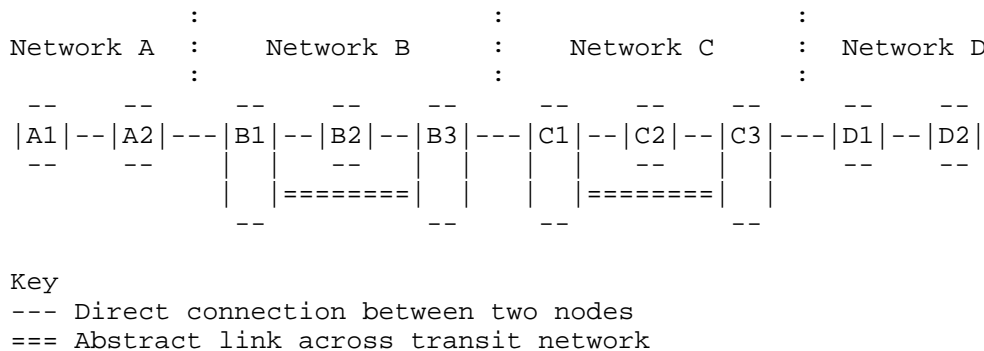 :                         :                         :
Network A   :      Network B       :      Network C       :   Network D
                 :                         :                         :
 --     --       --     --     --       --     --     --       --     --
|A1|--|A2|---|B1|--|B2|--|B3|---|C1|--|C2|--|C3|---|D1|--|D2|
 --     --      |  |    --    |  |     |  |    --    |  |      --     --
                |  |========|  |     |  |========|  |
                 --             --       --             --
Key
--- Direct connection between two nodes
=== Abstract link across transit network